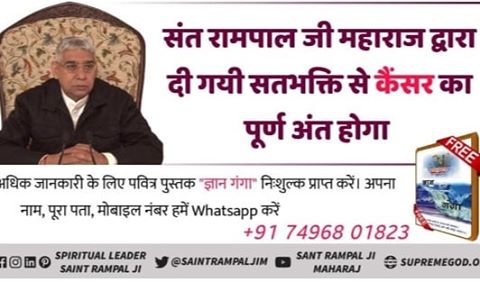 संत रामपाल जी महाराज द्वारा
दी गयी सतभक्ति से कैंसर का
पूर्ण अंत होगा
FREE
अधिक जानकारी के लिए पवित्र पुस्तक "ज्ञान गंगा" निःशुल्क प्राप्त करें। अपना
नाम, पूरा पता, मोबाइल नंबर हमें Whatsapp करें
+91 74968 01823
SPIRITUAL LEADER
SAINT RAMPAL JI
@SAINTRAMPALJIM
SANT RAMPAL JI
MAHARAJ
SUPREMEGOD.O